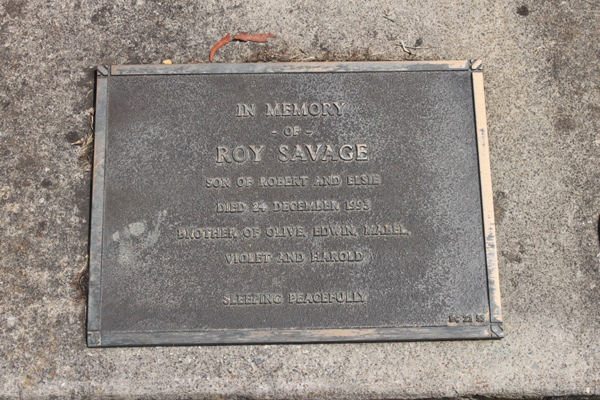 IN MEMORY
- OF -
ROY SAVAGE
SON OF ROBERT AND ELSIE
DIED 24 DECEMBER 1993
BROTHER OF OLIVE, EDWIN, MABEL,
VIOLET AND HAROLD
SLEEPING PEACEFULLY